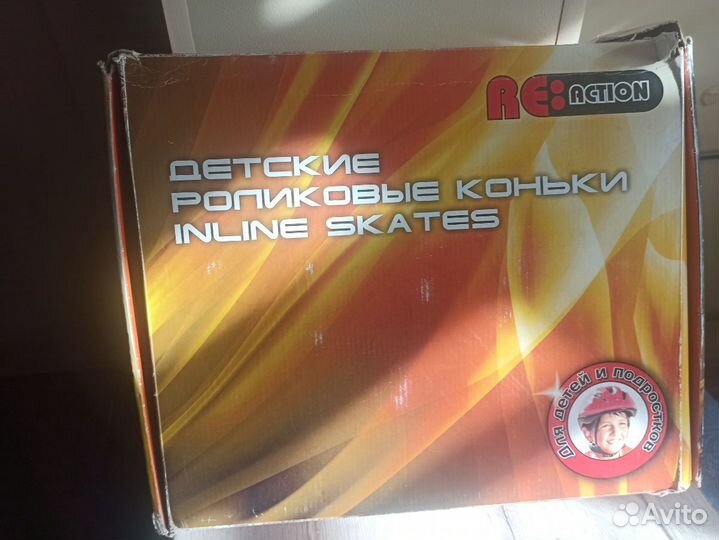 RE:ACTION
ДЕТСКИЕ
РОЛИКОВЫЕ КОНЬКИ
INLINE SKATES
ДЛЯ ДЕТЕЙ И ПОДРОСТКОВ
Avito